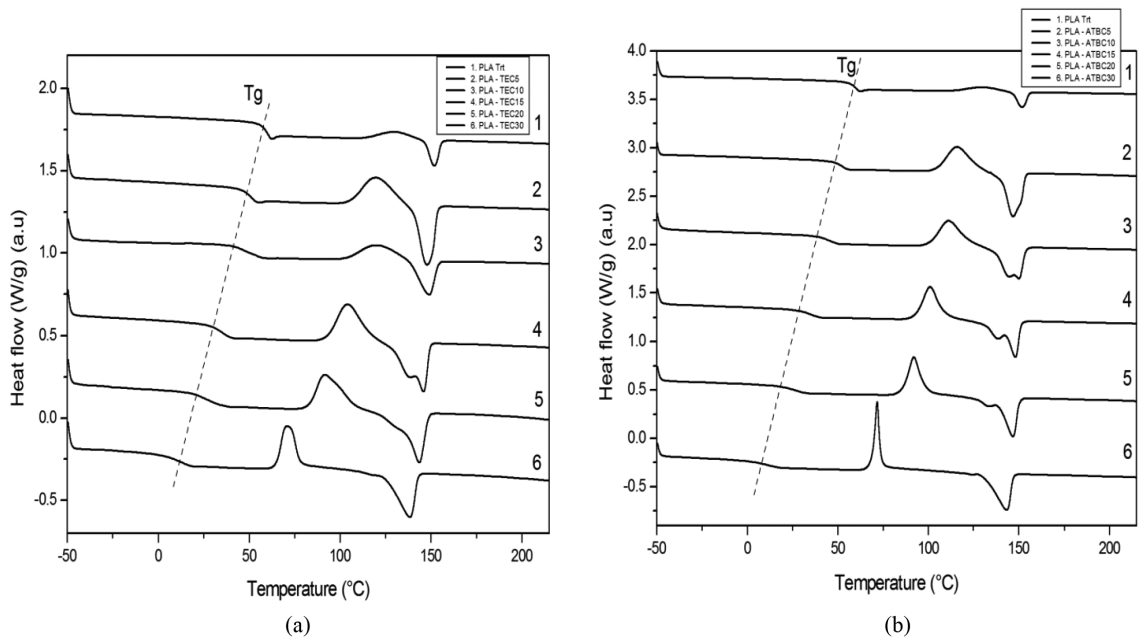 1. PLA Trt
2. PLA - TEC5
3. PLA - TEC10
4. PLA - TEC15
5. PLA - TEC20
6. PLA - TEC30
Tg
2.0
1.5
1.0
0.5
0.0
-0.5
1
2
3
4
5
6
Heat flow (W/g) (a.u)
-50
0
50
100
150
200
Temperature (°C)
(a)
1. PLA Trt
2. PLA - ATBC5
3. PLA - ATBC10
4. PLA - ATBC15
5. PLA - ATBC20
6. PLA - ATBC30
Tg
4.0
3.5
3.0
2.5
2.0
1.5
1.0
0.5
0.0
-0.5
1
2
3
4
5
6
Heat flow (W/g) (a.u)
-50
0
50
100
150
200
Temperature (°C)
(b)